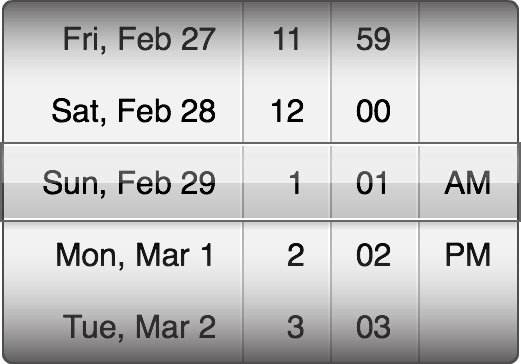 Fri, Feb 27 11 59
Sat, Feb 28 12 00
Sun, Feb 29 1 01 AM
Mon, Mar 1 2 02 PM
Tue, Mar 2 3 03